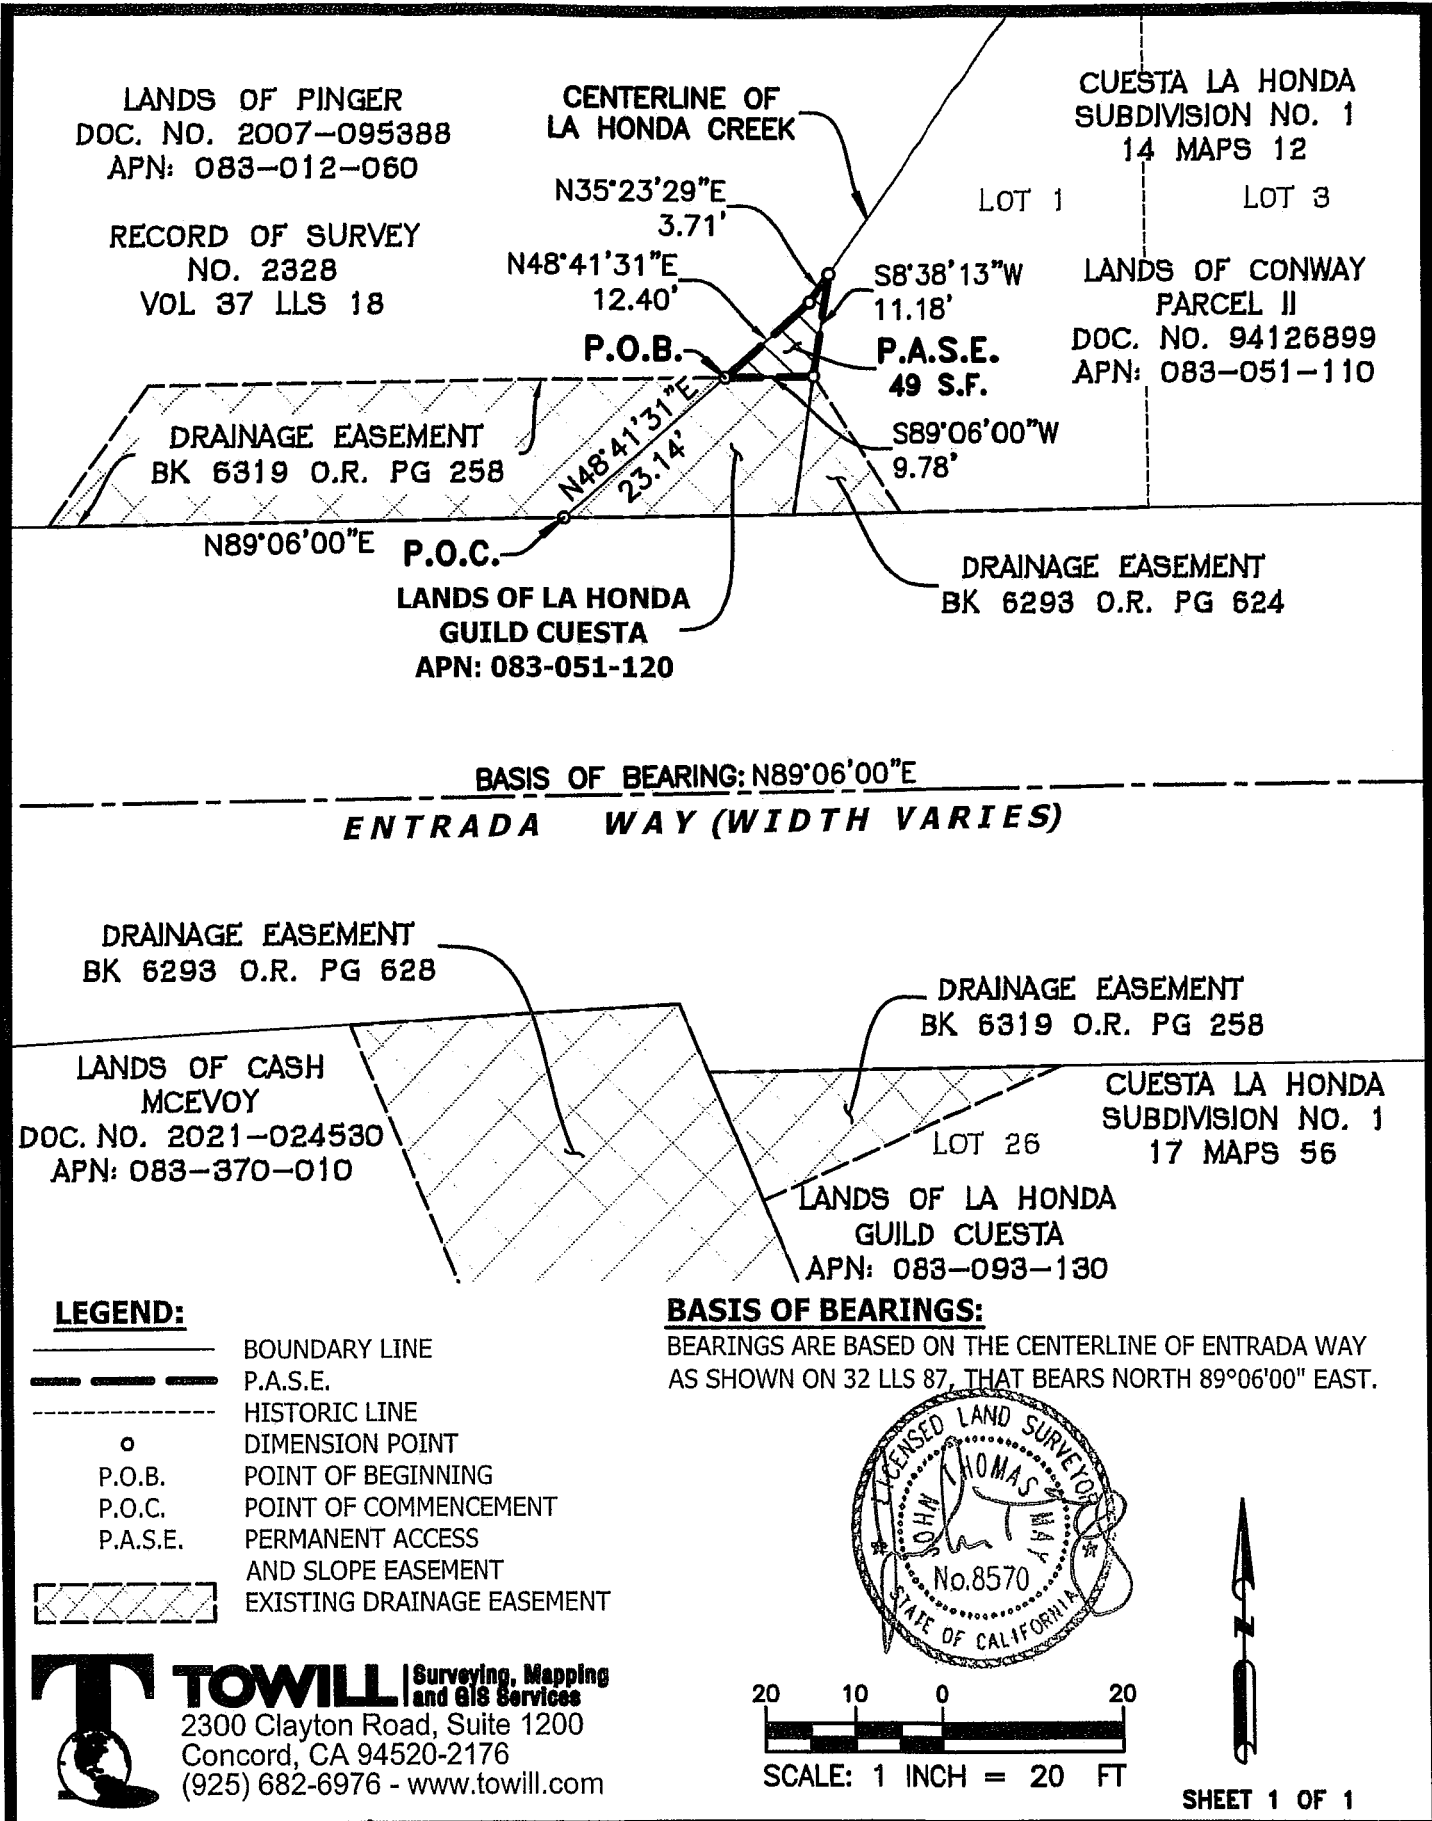 LANDS OF PINGER
DOC. NO. 2007-095388
APN: 083-012-060
RECORD OF SURVEY
NO. 2328
VOL 37 LLS 18
CENTERLINE OF
LA HONDA CREEK
CUESTA LA HONDA
SUBDIVISION NO. 1
14 MAPS 12
LOT 1
LOT 3
N35°23'29"E
3.71'
N48°41'31"E
12.40'
S8°38'13"W
11.18'
LANDS OF CONWAY
PARCEL II
DOC. NO. 94126899
APN: 083-051-110
P.O.B.
P.A.S.E.
49 S.F.
DRAINAGE EASEMENT
BK 6319 O.R. PG 258
N48°41'31"E
23.14'
S89°06'00"W
9.78'
N89°06'00"E
P.O.C.
LANDS OF LA HONDA
GUILD CUESTA
APN: 083-051-120
DRAINAGE EASEMENT
BK 6293 O.R. PG 624
BASIS OF BEARING: N89°06'00"E
ENTRADA WAY (WIDTH VARIES)
DRAINAGE EASEMENT
BK 6293 O.R. PG 628
DRAINAGE EASEMENT
BK 6319 O.R. PG 258
LANDS OF CASH
MCEVOY
DOC. NO. 2021-024530
APN: 083-370-010
LOT 26
CUESTA LA HONDA
SUBDIVISION NO. 1
17 MAPS 56
LANDS OF LA HONDA
GUILD CUESTA
APN: 083-093-130
LEGEND:
BOUNDARY LINE
P.A.S.E.
HISTORIC LINE
DIMENSION POINT
P.O.B. POINT OF BEGINNING
P.O.C. POINT OF COMMENCEMENT
P.A.S.E. PERMANENT ACCESS
AND SLOPE EASEMENT
EXISTING DRAINAGE EASEMENT
BASIS OF BEARINGS:
BEARINGS ARE BASED ON THE CENTERLINE OF ENTRADA WAY
AS SHOWN ON 32 LLS 87, THAT BEARS NORTH 89°06'00" EAST.
LICENSED LAND SURVEYOR
JOHN THOMAS MAY
No.8570
STATE OF CALIFORNIA
T TOWILL Surveying, Mapping
and GIS Services
2300 Clayton Road, Suite 1200
Concord, CA 94520-2176
(925) 682-6976 - www.towill.com
20 10 0 20
SCALE: 1 INCH = 20 FT
N
SHEET 1 OF 1